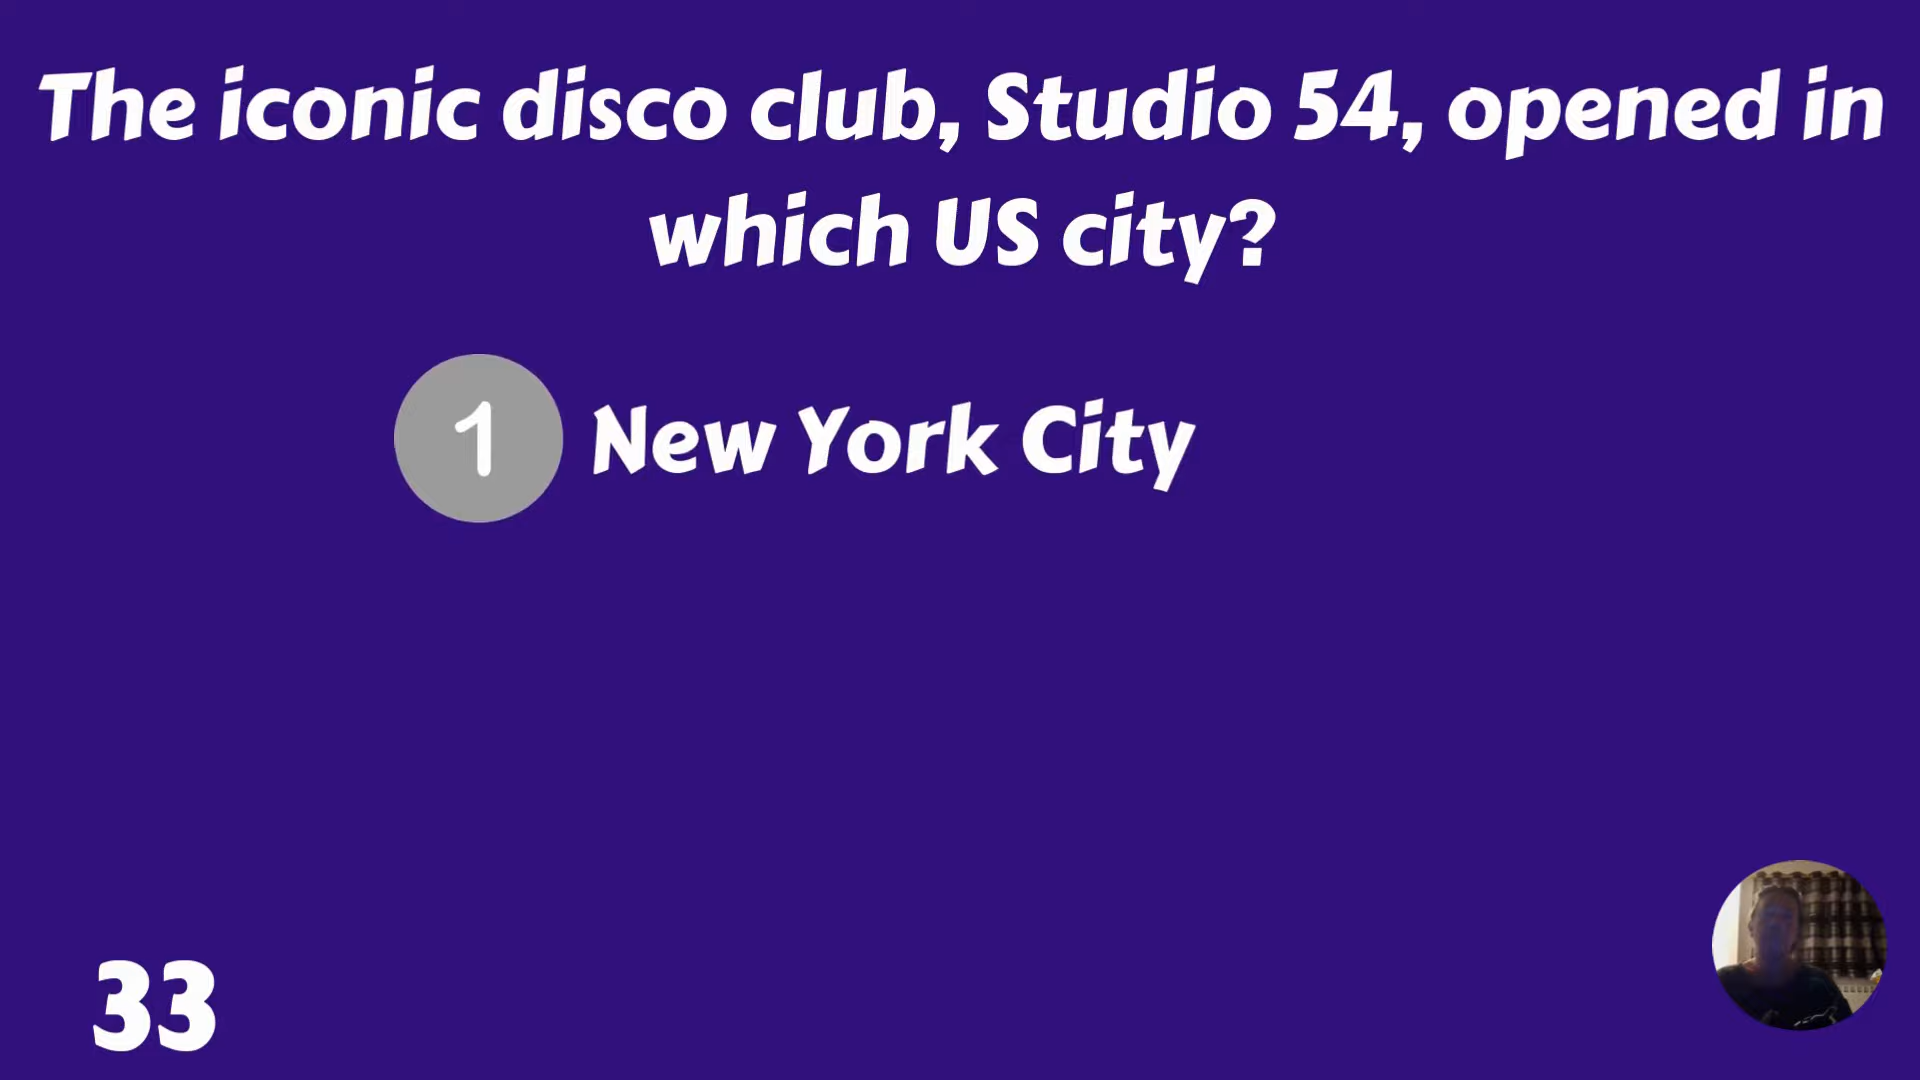 The iconic disco club, Studio 54, opened in
which US city?
1 New York City
33